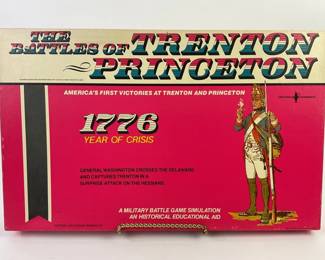 THE
BATTLES OF
TRENTON
PRINCETON
AMERICA'S FIRST VICTORIES AT TRENTON AND PRINCETON
1776
YEAR OF CRISIS
GENERAL WASHINGTON CROSSES THE DELAWARE
AND CAPTURES TRENTON IN A
SURPRISE ATTACK ON THE HESSIANS.
A MILITARY BATTLE GAME SIMULATION
AN HISTORICAL EDUCATIONAL AID